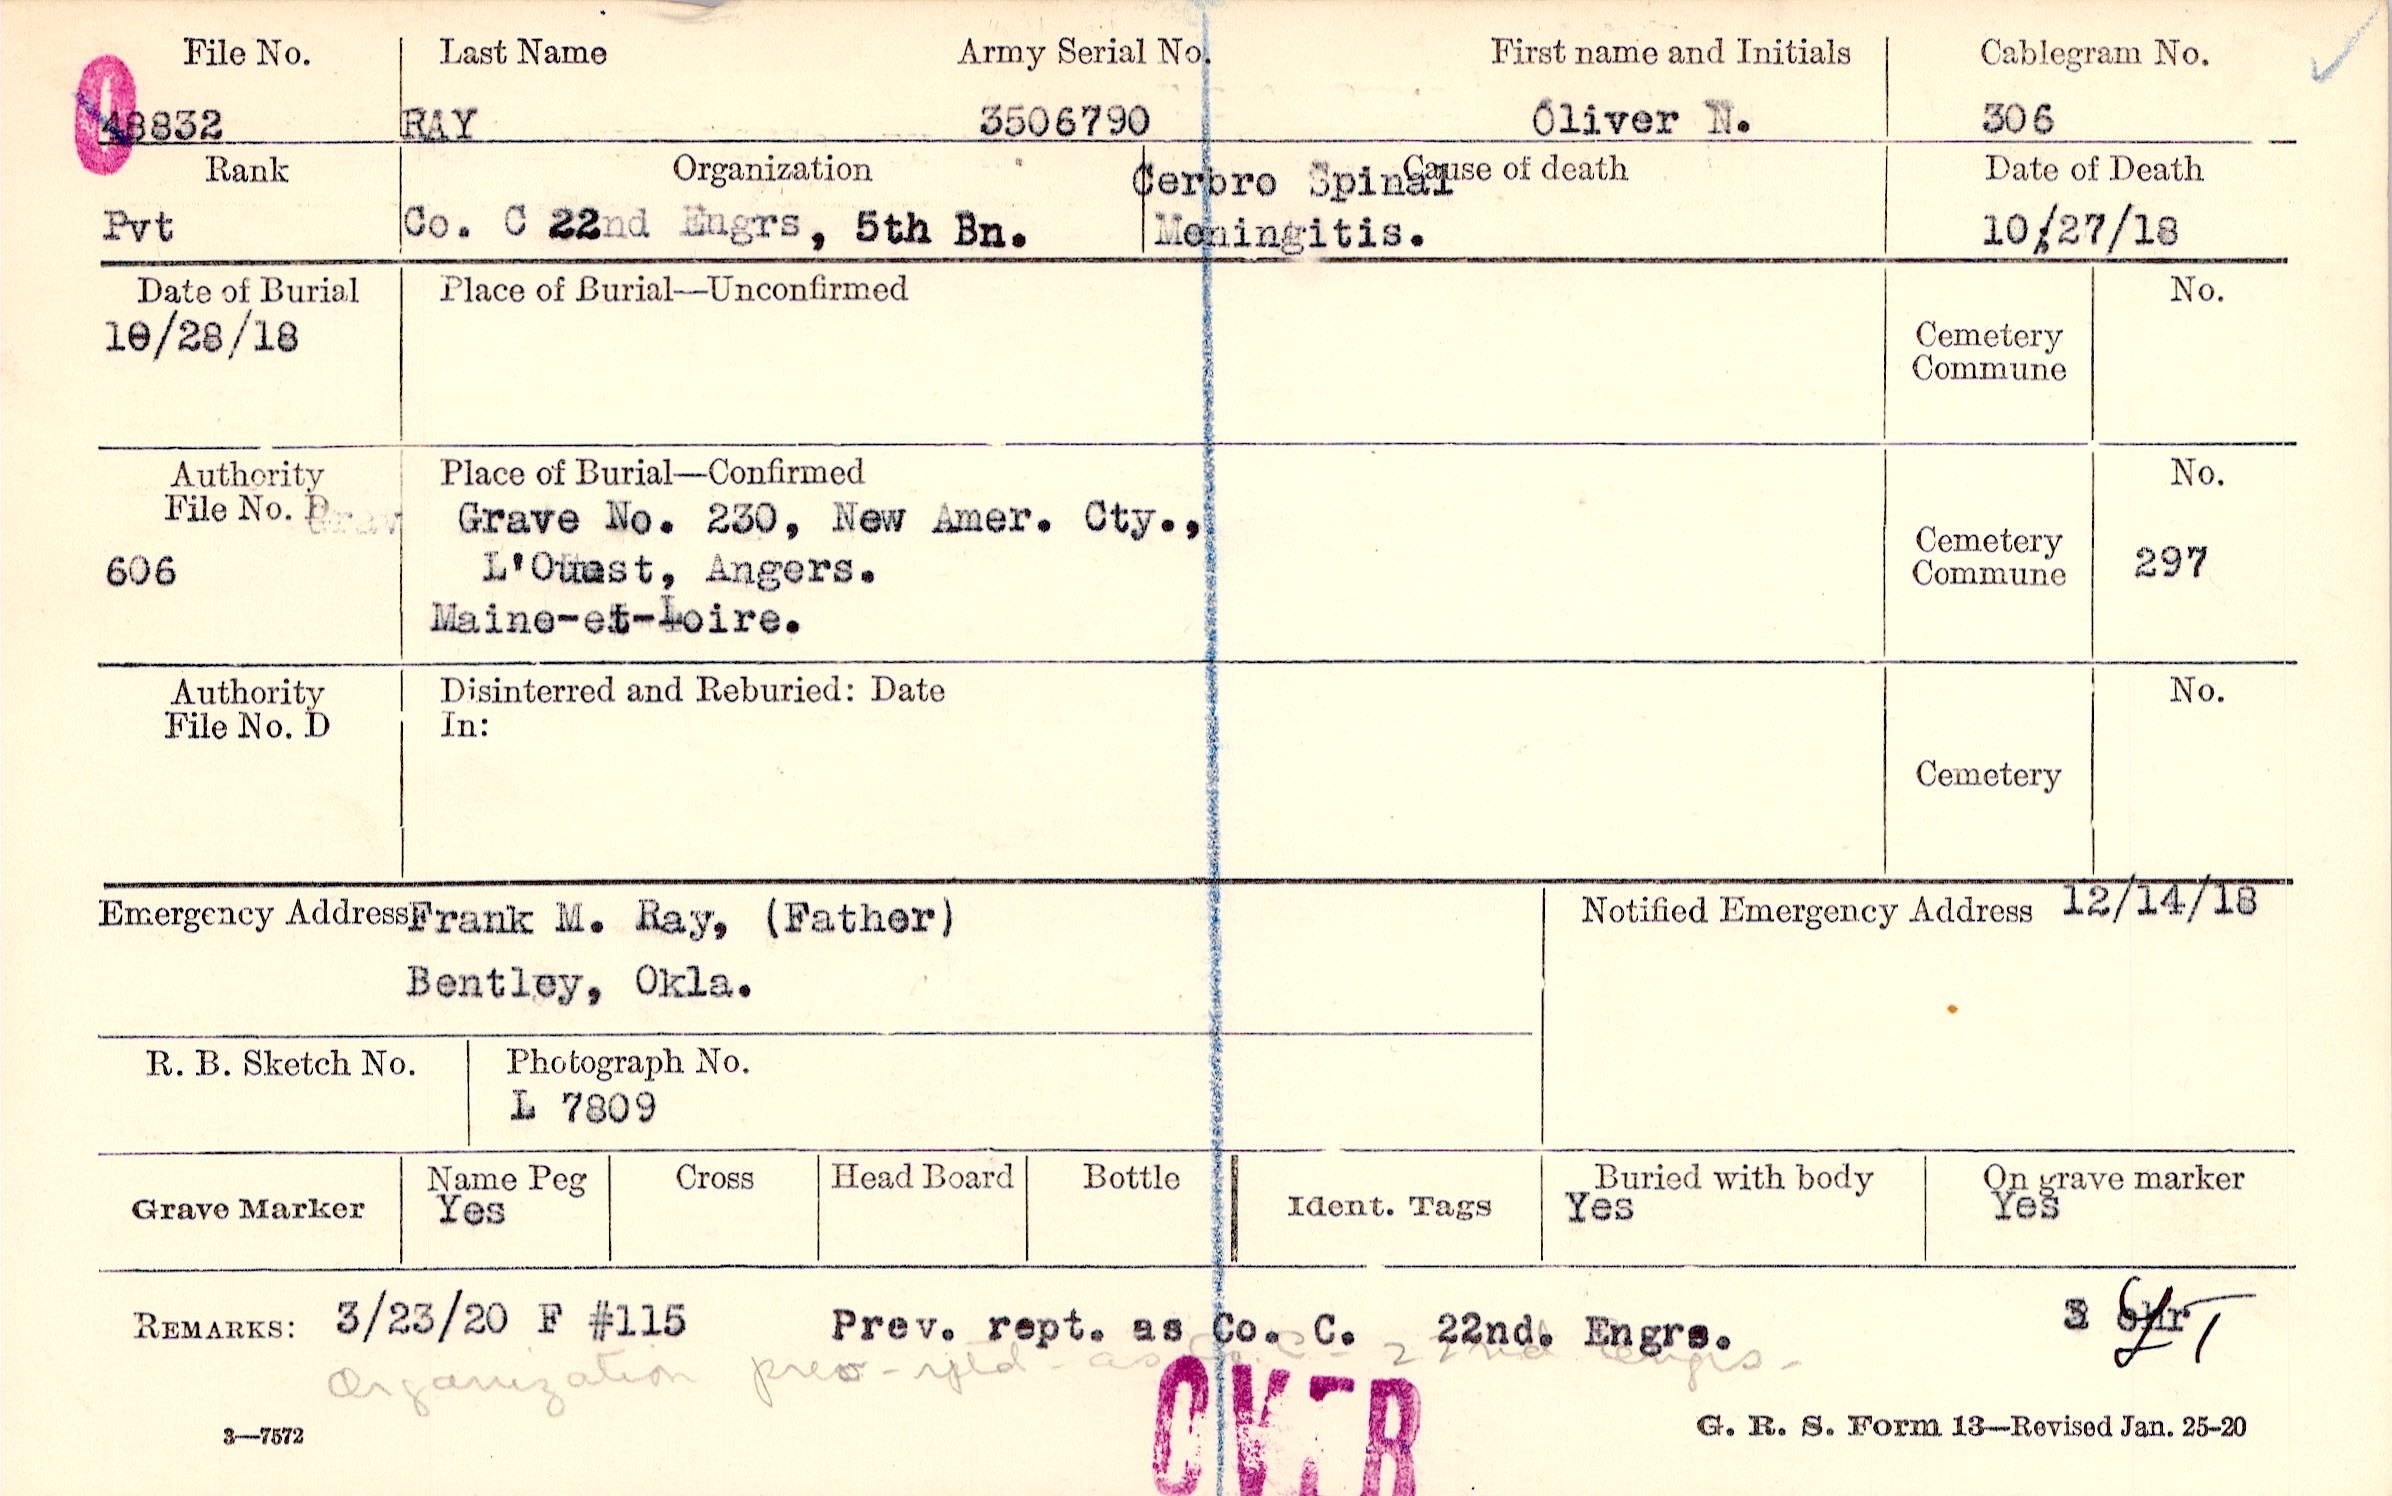 File No. Last Name Army Serial No. First name and Initials Cablegram No.
48832 RAY 3506790 Oliver N. 306
Rank Organization Cause of death Date of Death
Cerbro Spinal
Pvt Co. C 22nd Engrs, 5th Bn. Meningitis. 10/27/18
Date of Burial Place of Burial—Unconfirmed No.
10/28/18
Cemetery
Commune
Authority Place of Burial—Confirmed No.
File No. B Grave No. 230, New Amer. Cty.,
606 L'Ouest, Angers. Cemetery
Commune 297
Maine-et-Loire.
Authority Disinterred and Reburied: Date No.
File No. D In:
Cemetery
Emergency Address Frank M. Ray, (Father) Notified Emergency Address 12/14/18
Bentley, Okla.
R. B. Sketch No. Photograph No.
L 7809
Grave Marker Name Peg Cross Head Board Bottle Ident. Tags Buried with body On grave marker
Yes Yes Yes
REMARKS: 3/23/20 F #115 Prev. rept. as Co. C. 22nd. Engrs.
Organization prev-
22nd Engrs-
OVER
3—7572 G. R. S. Form 13—Revised Jan. 25-20